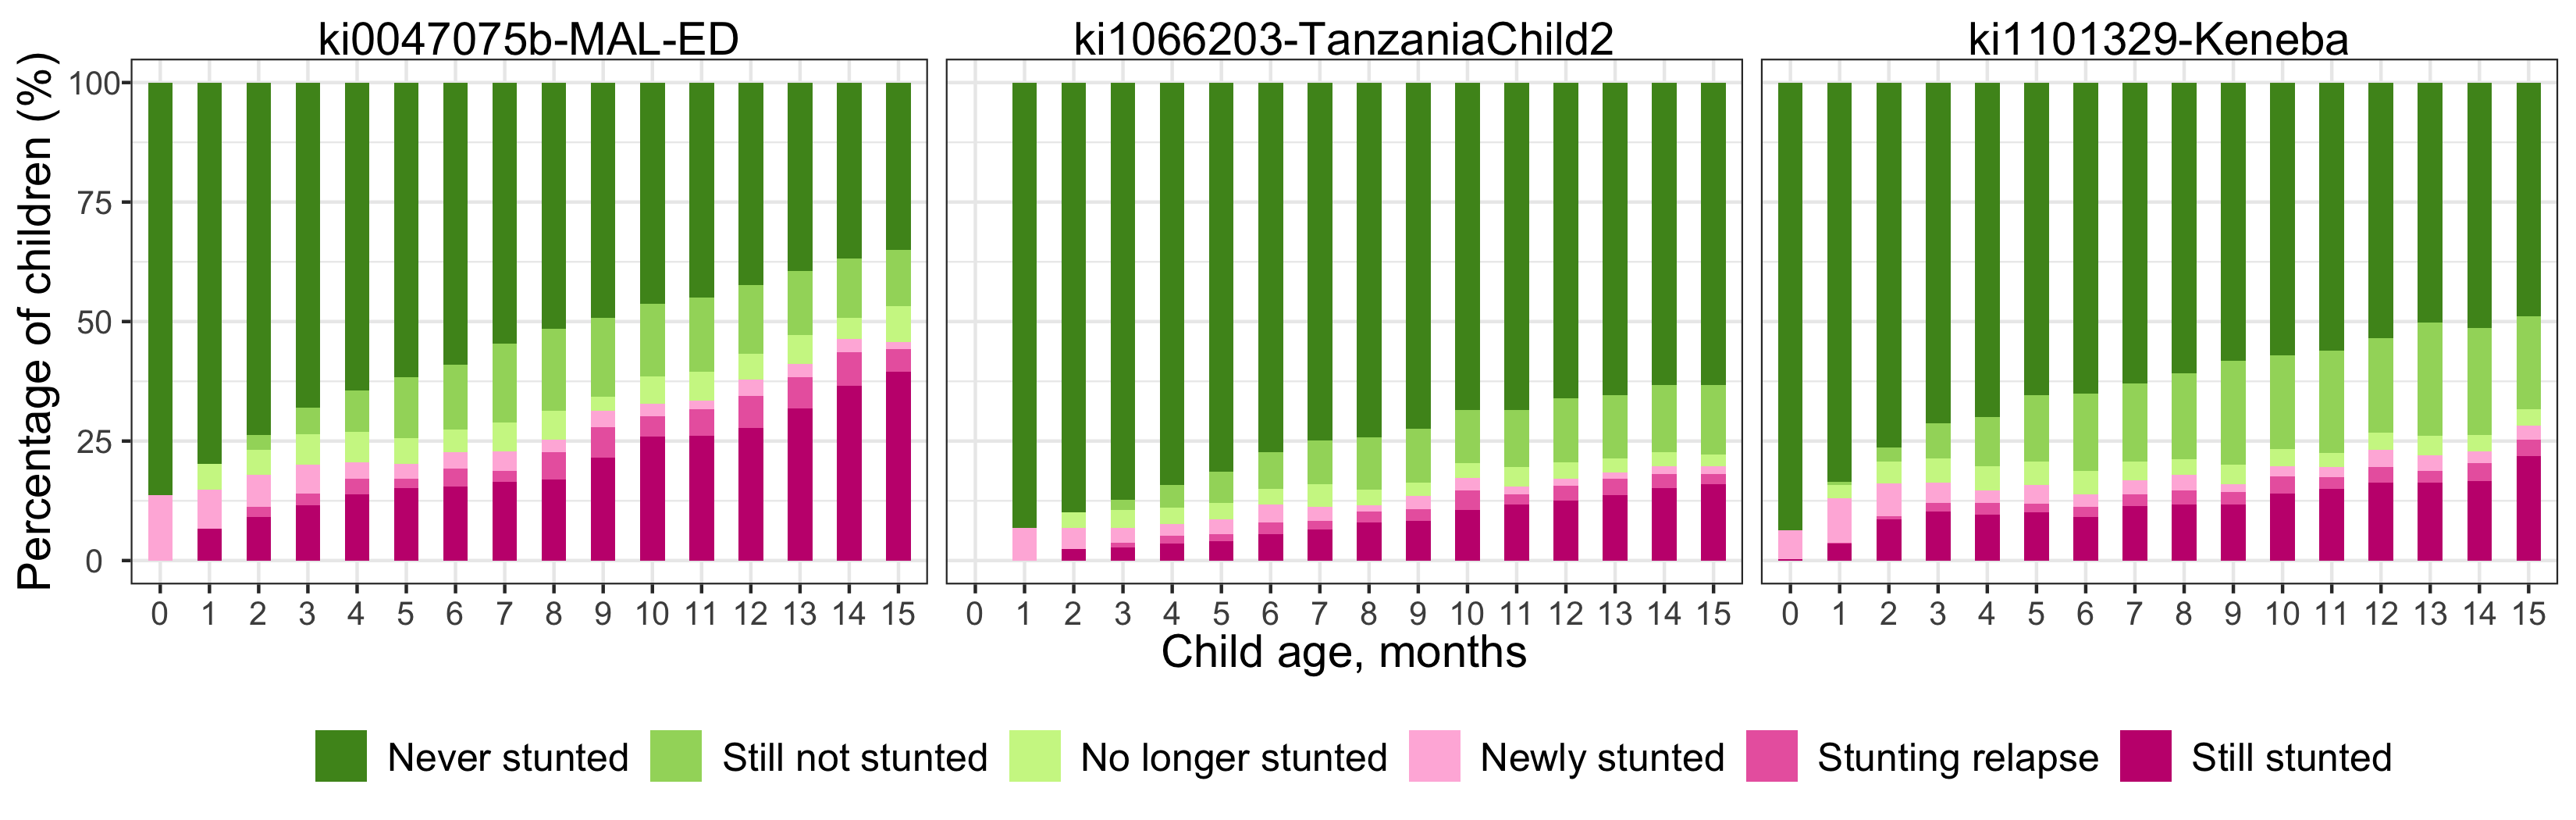 ki0047075b-MAL-ED ki1066203-TanzaniaChild2 ki1101329-Keneba
Percentage of children (%)
100
75
50
25
0
0 1 2 3 4 5 6 7 8 9 10 11 12 13 14 15 0 1 2 3 4 5 6 7 8 9 10 11 12 13 14 15 0 1 2 3 4 5 6 7 8 9 10 11 12 13 14 15
Child age, months
Never stunted Still not stunted No longer stunted Newly stunted Stunting relapse Still stunted